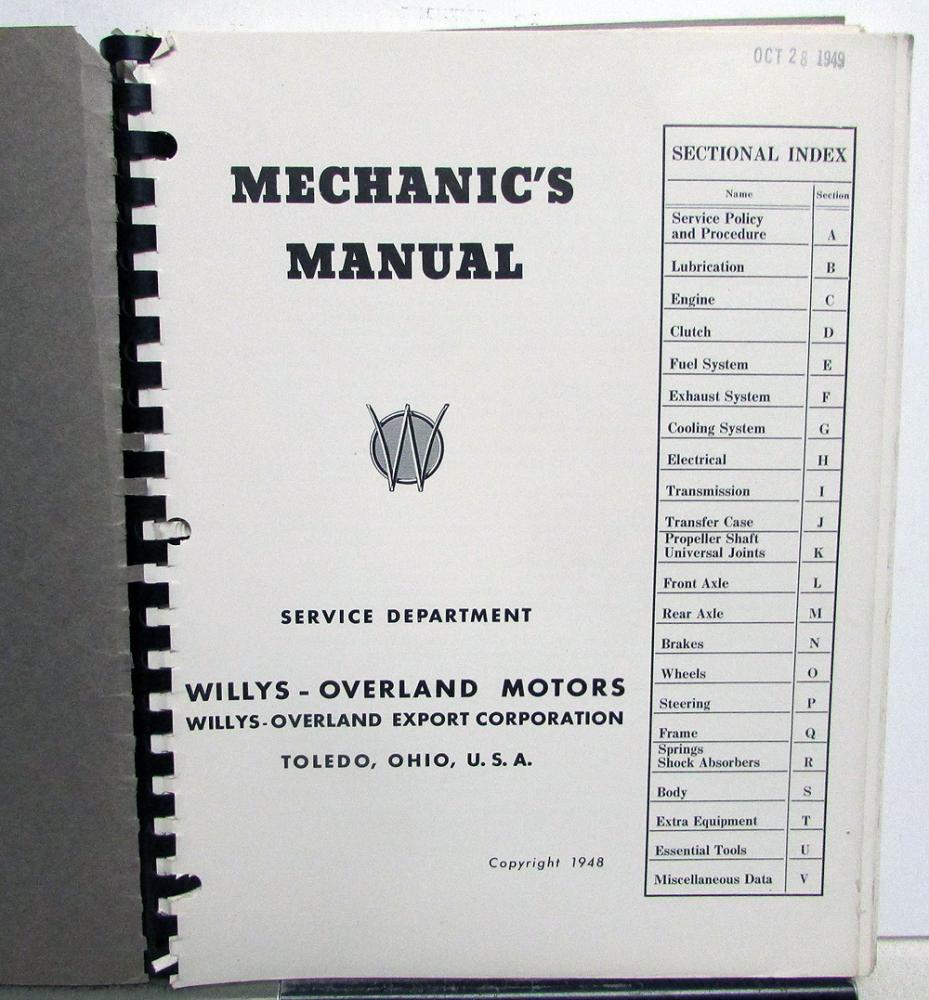 OCT 28 1949
MECHANIC'S
MANUAL
W
SERVICE DEPARTMENT
WILLYS - OVERLAND MOTORS
WILLYS-OVERLAND EXPORT CORPORATION
TOLEDO, OHIO, U. S. A.
Copyright 1948
SECTIONAL INDEX
Name Section
Service Policy
and Procedure A
Lubrication B
Engine C
Clutch D
Fuel System E
Exhaust System F
Cooling System G
Electrical H
Transmission I
Transfer Case J
Propeller Shaft
Universal Joints K
Front Axle L
Rear Axle M
Brakes N
Wheels O
Steering P
Frame Q
Springs
Shock Absorbers R
Body S
Extra Equipment T
Essential Tools U
Miscellaneous Data V